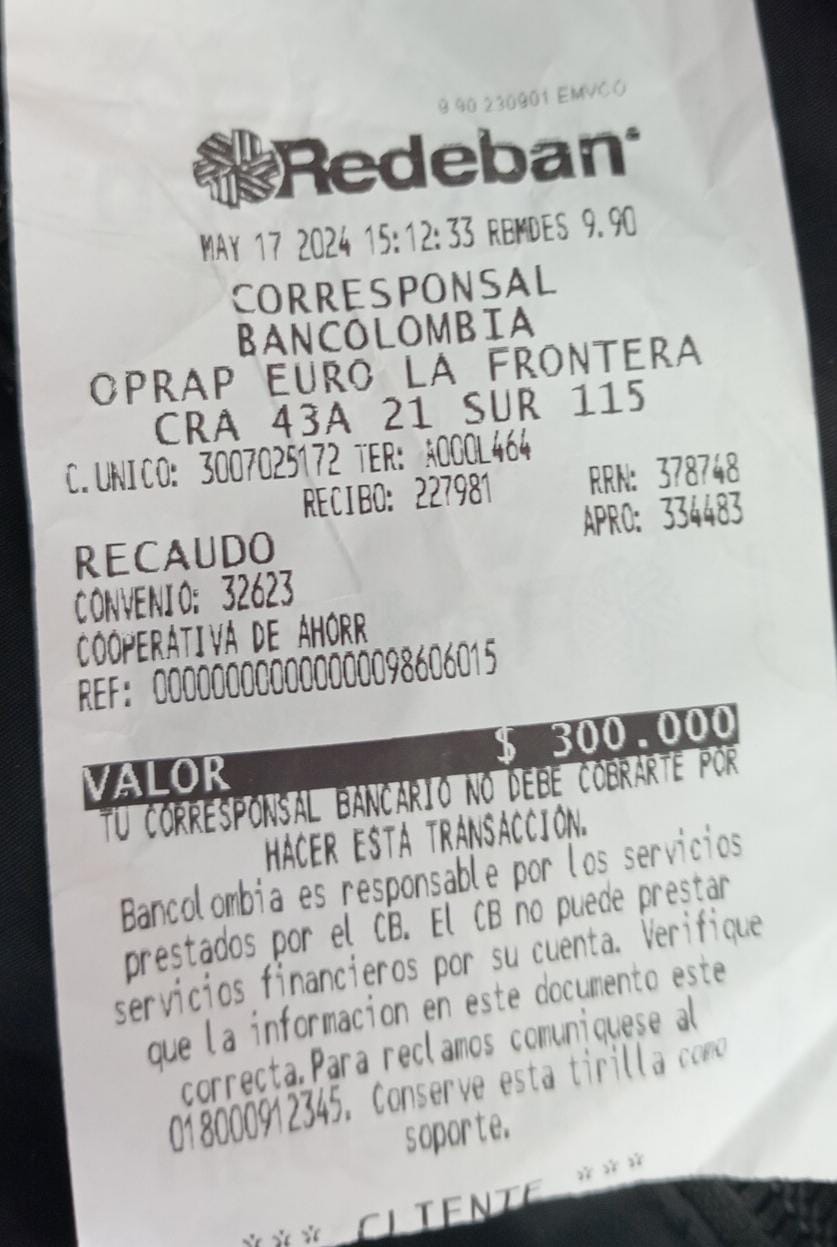 9 90 230901 EMVCO
Redeban
MAY 17 2024 15:12:33 RBMDES 9.90
CORRESPONSAL
BANCOLOMBIA
OPRAP EURO LA FRONTERA
CRA 43A 21 SUR 115
C.UNICO: 3007025172 TER: A000L464
RECIBO: 227981 RRN: 378748
APRO: 334483
RECAUDO
CONVENIO: 32623
COOPERATIVA DE AHORR
REF: 000000000000000098606015
VALOR $ 300.000
TU CORRESPONSAL BANCARIO NO DEBE COBRARTE POR
HACER ESTA TRANSACCIÓN.
Bancolombia es responsable por los servicios
prestados por el CB. El CB no puede prestar
servicios financieros por su cuenta. Verifique
que la informacion en este documento este
correcta.Para reclamos comuniquese al
018000912345. Conserve esta tirilla como
soporte.
*** CLIENTE ***